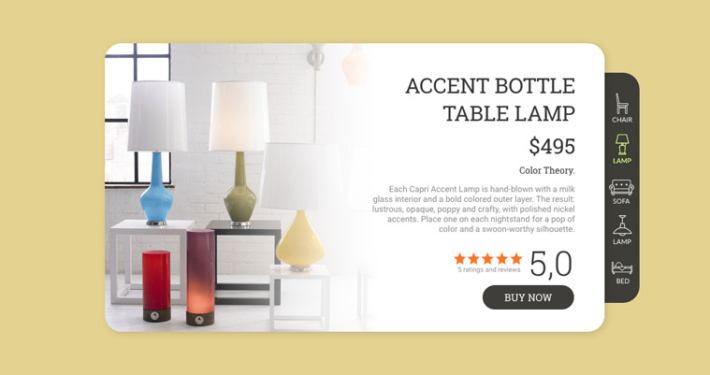 ACCENT BOTTLE
TABLE LAMP
$495
Color Theory.
Each Capri Accent Lamp is hand-blown with a milk
glass interior and a bold colored outer layer. The result:
lustrous, opaque, poppy and crafty, with polished nickel
accents. Place one on each nightstand for a pop of
color and a swoon-worthy silhouette.
5,0
5 ratings and reviews
BUY NOW
CHAIR
LAMP
SOFA
LAMP
BED